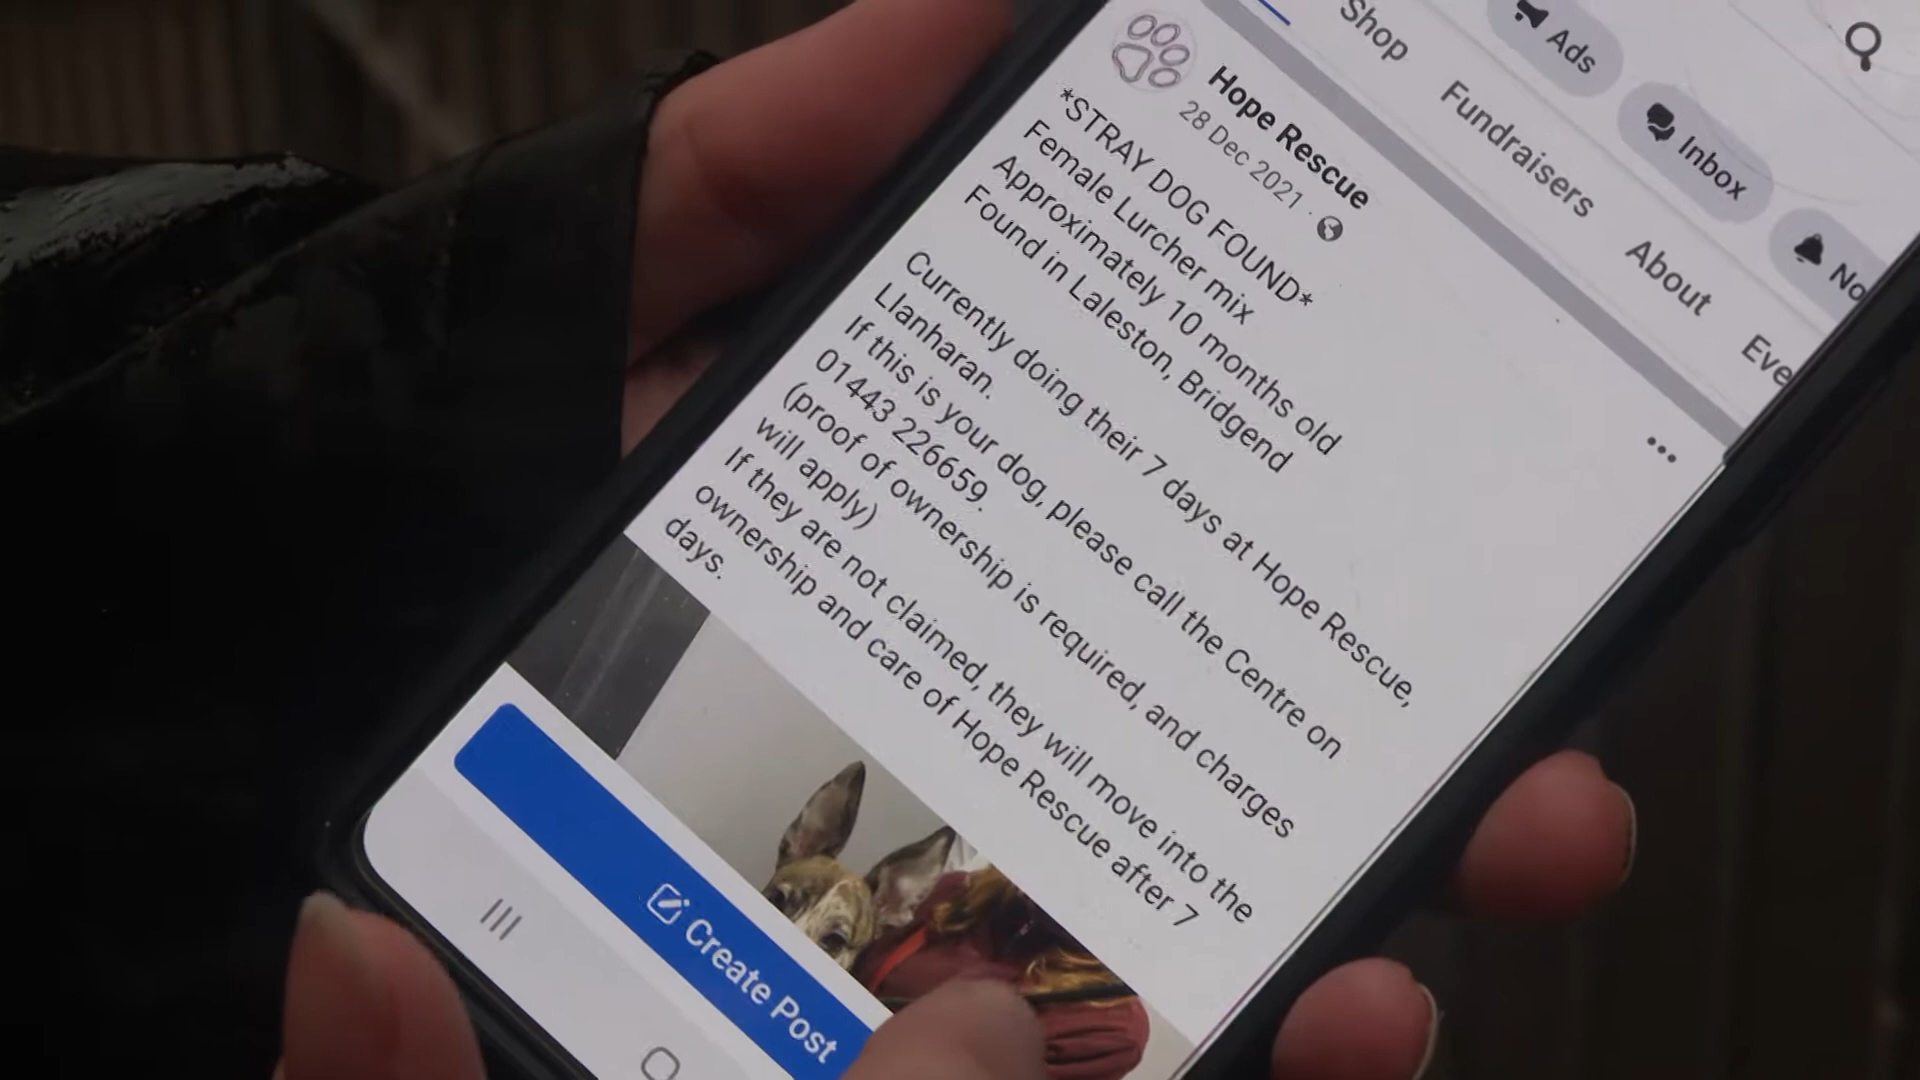 Shop
Ads
Fundraisers
Inbox
About
No
Eve
Hope Rescue
28 Dec 2021 ·
*STRAY DOG FOUND*
Female Lurcher mix
Approximately 10 months old
Found in Laleston, Bridgend
Currently doing their 7 days at Hope Rescue,
Llanharan.
If this is your dog, please call the Centre on
01443 226659.
(proof of ownership is required, and charges
will apply)
If they are not claimed, they will move into the
ownership and care of Hope Rescue after 7
days.
Create Post